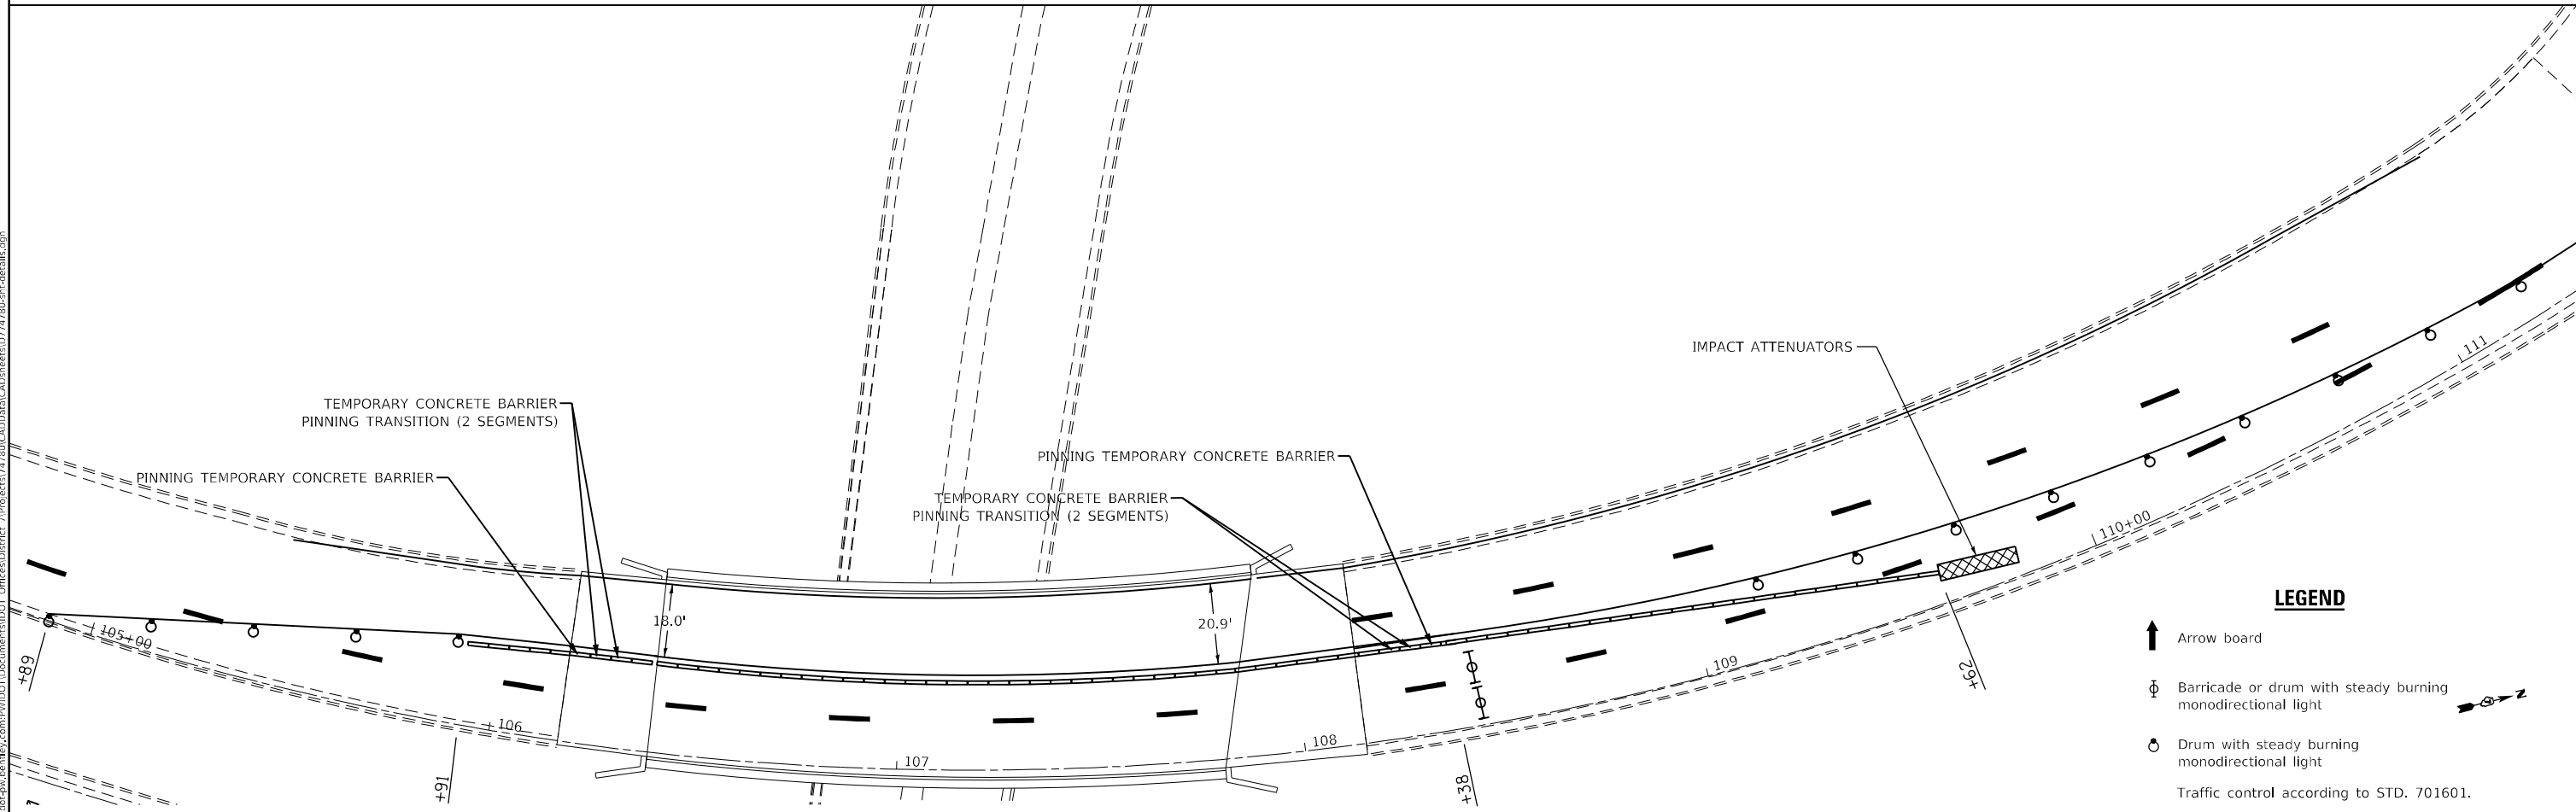 TEMPORARY CONCRETE BARRIER
PINNING TRANSITION (2 SEGMENTS)
PINNING TEMPORARY CONCRETE BARRIER
PINNING TEMPORARY CONCRETE BARRIER
TEMPORARY CONCRETE BARRIER
PINNING TRANSITION (2 SEGMENTS)
IMPACT ATTENUATORS
18.0'
20.9'
+89
105+00
+91
106
107
108
+38
109
+62
110+00
111
LEGEND
Arrow board
Barricade or drum with steady burning
monodirectional light
N
Drum with steady burning
monodirectional light
Traffic control according to STD. 701601.